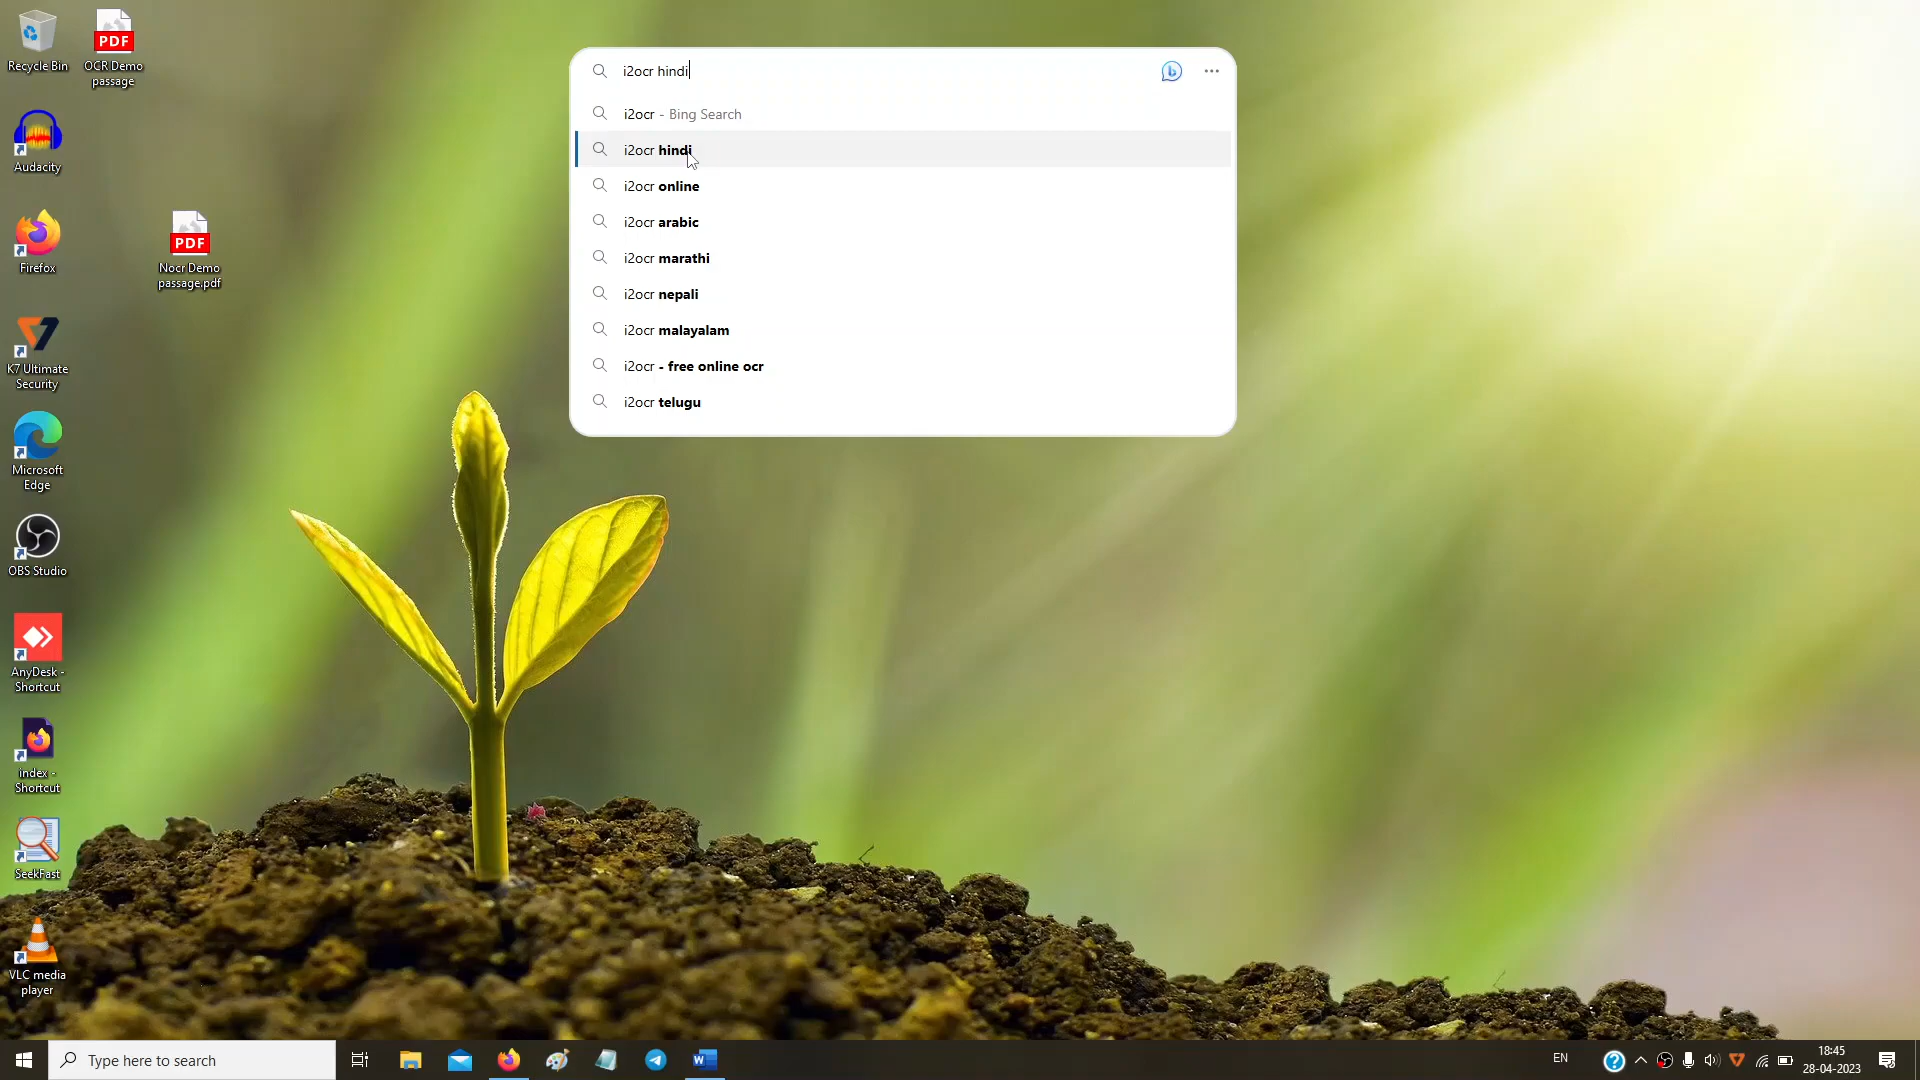 Recycle Bin
PDF
OCR Demo
passage
Audacity
Firefox
PDF
Nocr Demo
passage.pdf
K7 Ultimate
Security
Microsoft
Edge
OBS Studio
AnyDesk -
Shortcut
index -
Shortcut
SeekFast
VLC media
player
i2ocr hindi
i2ocr - Bing Search
i2ocr hindi
i2ocr online
i2ocr arabic
i2ocr marathi
i2ocr nepali
i2ocr malayalam
i2ocr - free online ocr
i2ocr telugu
Type here to search
EN
18:45
28-04-2023